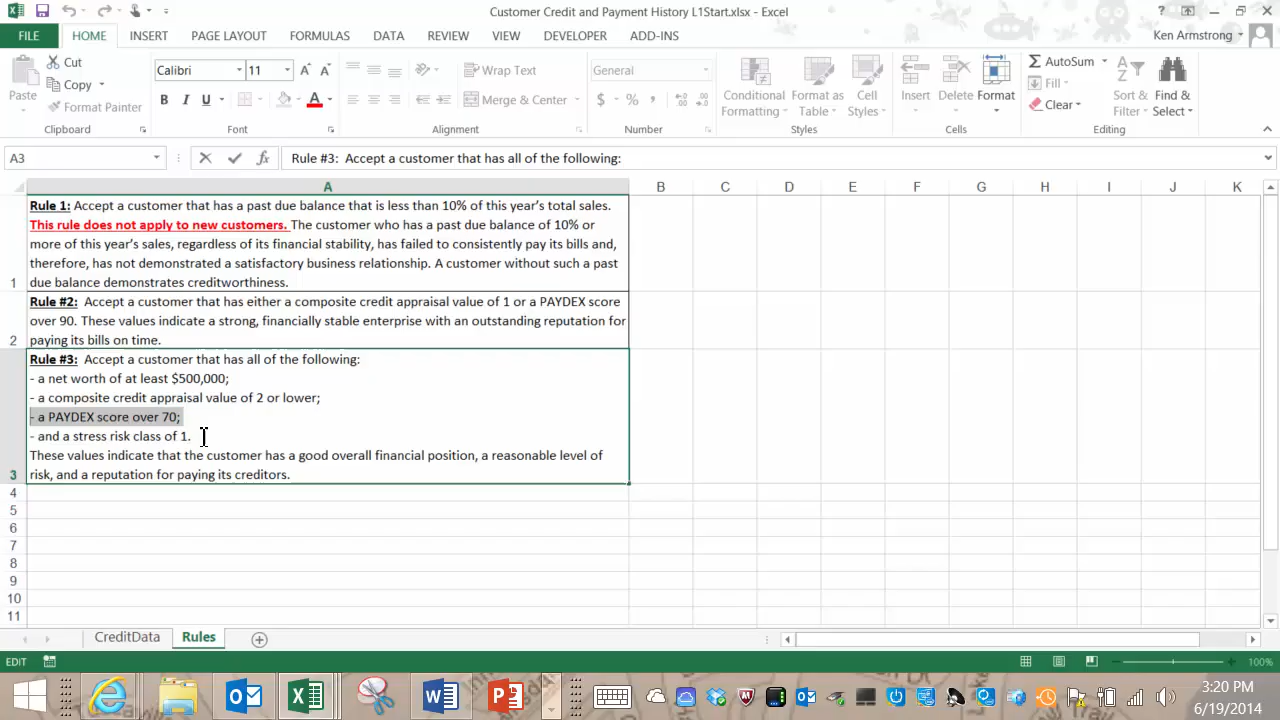 Customer Credit and Payment History L1Start.xlsx - Excel
FILE HOME INSERT PAGE LAYOUT FORMULAS DATA REVIEW VIEW DEVELOPER ADD-INS Ken Armstrong
Cut
Copy
Format Painter
Paste
Calibri 11
B I U A
Wrap Text
Merge & Center
General
$ % ,
Conditional Formatting
Format as Table
Cell Styles
Insert Delete Format
AutoSum
Fill
Clear
Sort & Filter
Find & Select
Clipboard Font Alignment Number Styles Cells Editing
A3 fx Rule #3: Accept a customer that has all of the following:
A B C D E F G H I J K
Rule 1: Accept a customer that has a past due balance that is less than 10% of this year's total sales.
This rule does not apply to new customers. The customer who has a past due balance of 10% or
more of this year's sales, regardless of its financial stability, has failed to consistently pay its bills and,
therefore, has not demonstrated a satisfactory business relationship. A customer without such a past
1 due balance demonstrates creditworthiness.
Rule #2: Accept a customer that has either a composite credit appraisal value of 1 or a PAYDEX score
over 90. These values indicate a strong, financially stable enterprise with an outstanding reputation for
2 paying its bills on time.
Rule #3: Accept a customer that has all of the following:
- a net worth of at least $500,000;
- a composite credit appraisal value of 2 or lower;
- a PAYDEX score over 70;
- and a stress risk class of 1.
These values indicate that the customer has a good overall financial position, a reasonable level of
3 risk, and a reputation for paying its creditors.
4
5
6
7
8
9
10
11
CreditData Rules
EDIT 100%
3:20 PM
6/19/2014